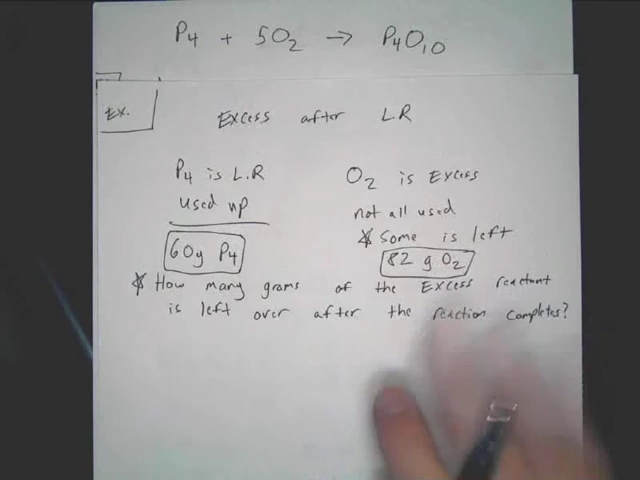 P4 + 5O2 → P4O10
Ex.
Excess after LR
P4 is L.R
used up
60g P4
O2 is Excess
not all used
☆ Some is left
82 g O2
☆ How many grams of the Excess reactant
is left over after the reaction completes?